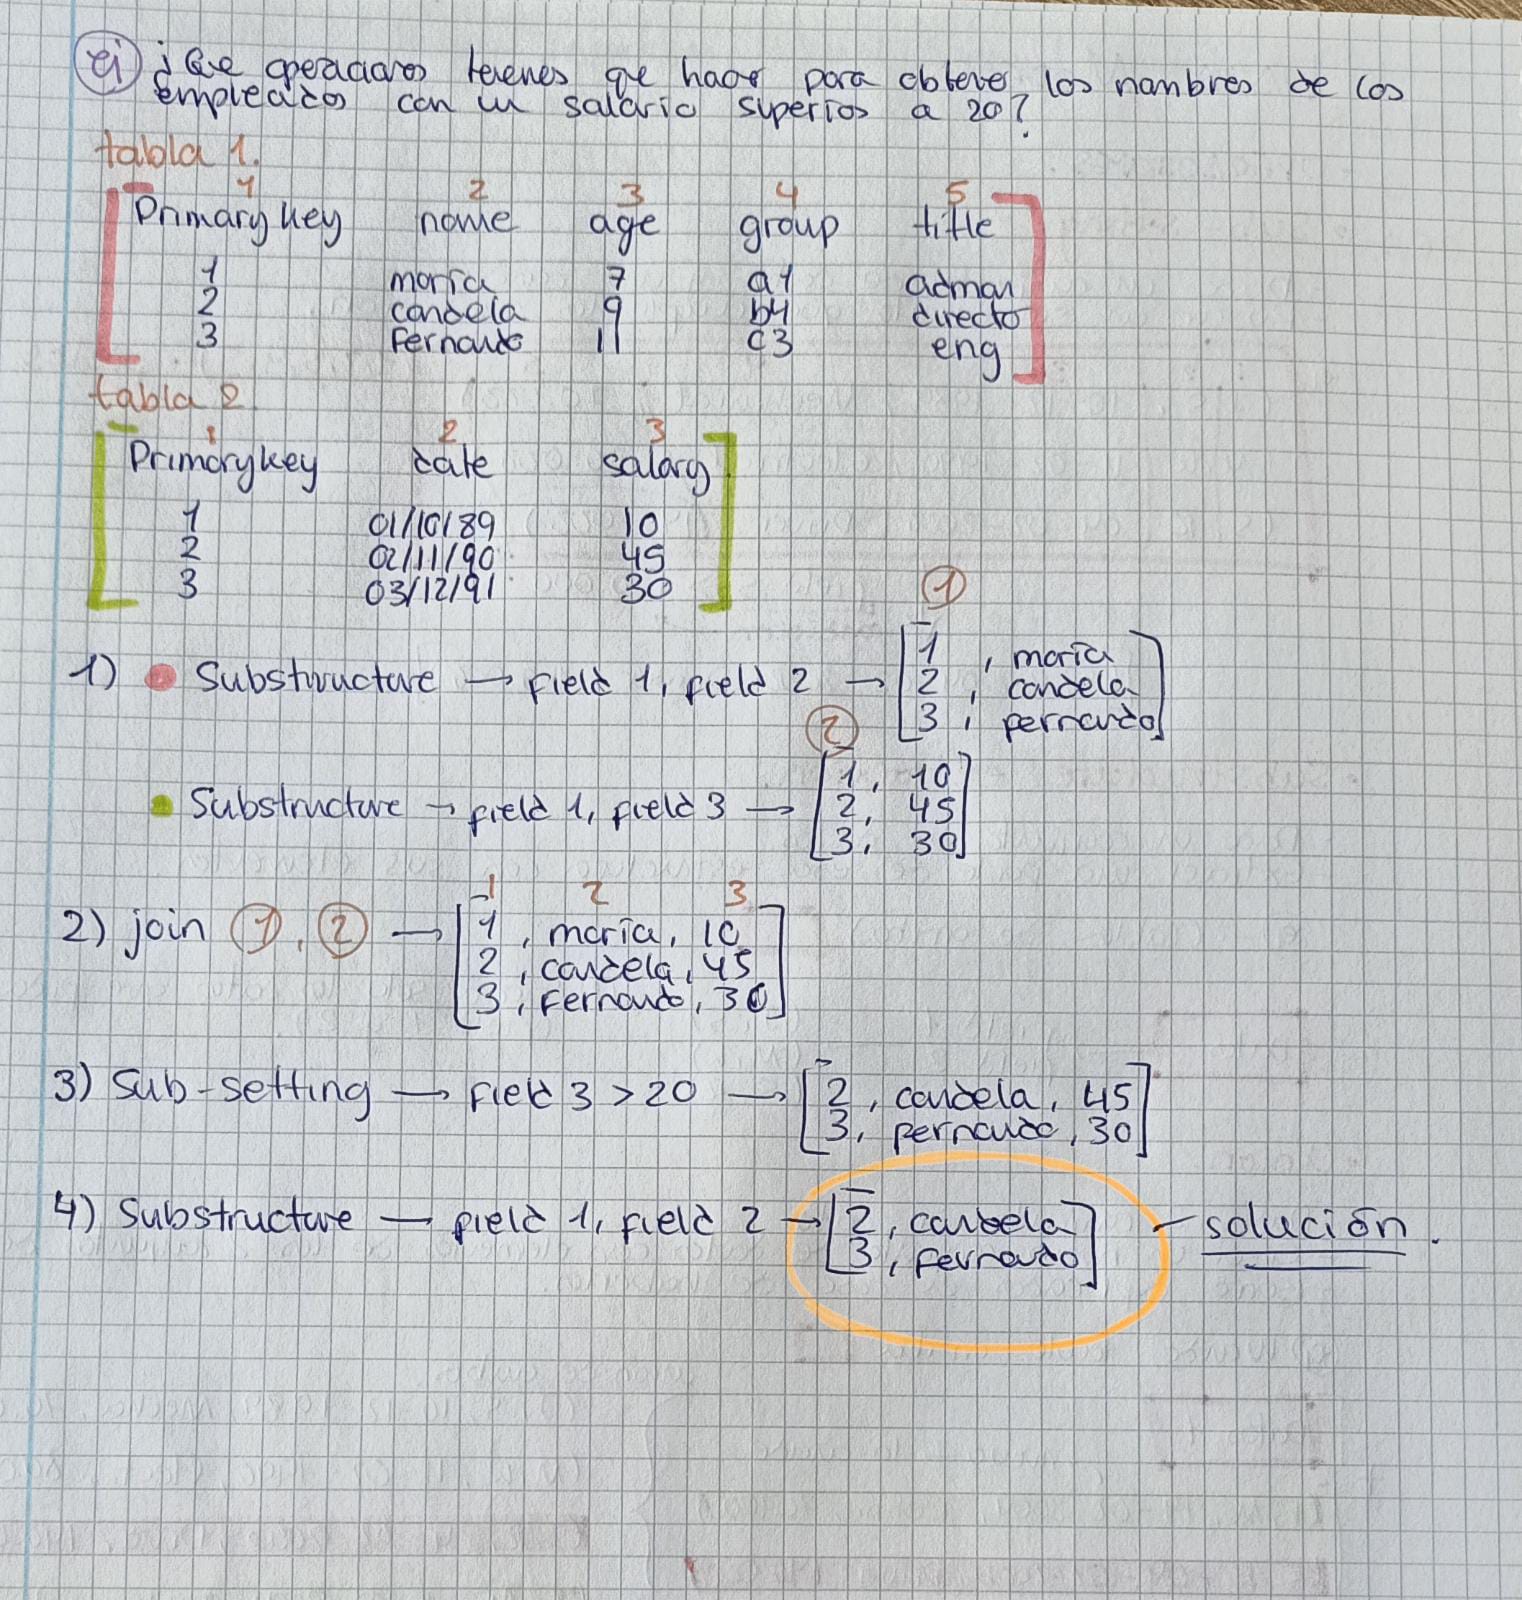 ej ¿Que operaciones tenenes que hacer para obtener los nombres de los
empleados con un salario superios a 20?
tabla 1.
1 2 3 4 5
Primary key name age group title
1 maría 7 a1 adman
2 candela 9 b4 directo
3 Fernando 11 c3 eng
tabla 2
1 2 3
Primary key date salary
1 01/10/89 10
2 02/11/90 45
3 03/12/91 30
1
1) Substructure → field 1, field 2 → 1, maría
2, candela
3, fernando
2
Substructure → field 1, field 3 → 1, 10
2, 45
3, 30
1 2 3
2) join 1, 2 → 1, maría, 10
2, candela, 45
3, Fernando, 30
3) Sub-setting → Field 3 > 20 → 2, candela, 45
3, fernando, 30
4) Substructure — field 1, field 2 → 2, candela — solución.
3, fernando